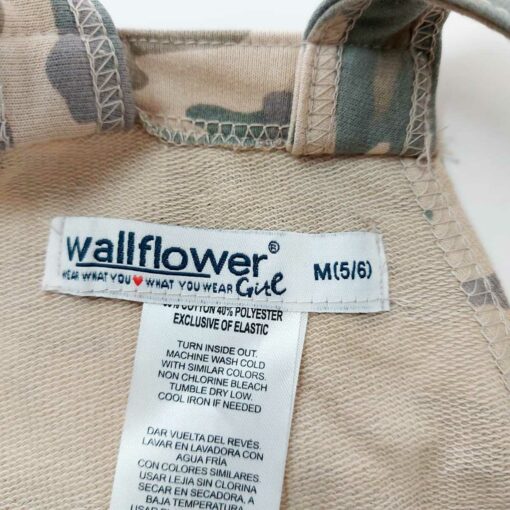 wallflower®
WEAR WHAT YOU ♥ WHAT YOU WEAR Girl
M(5/6)
COTTON 40% POLYESTER
EXCLUSIVE OF ELASTIC
TURN INSIDE OUT.
MACHINE WASH COLD
WITH SIMILAR COLORS.
NON CHLORINE BLEACH
TUMBLE DRY LOW.
COOL IRON IF NEEDED
DAR VUELTA DEL REVÉS.
LAVAR EN LAVADORA CON
AGUA FRÍA
CON COLORES SIMILARES.
USAR LEJIA SIN CLORINA
SECAR EN SECADORA. A
BAJA TEMPERATURA.